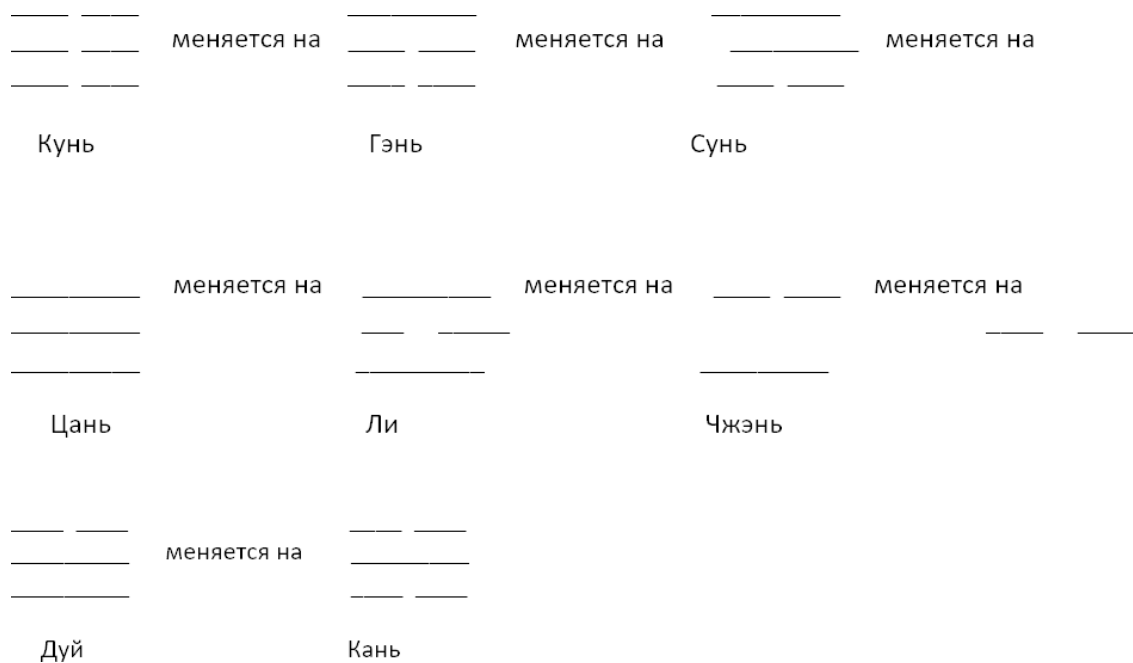 меняется на меняется на меняется на
Кунь Гэнь Сунь
меняется на меняется на меняется на
Цань Ли Чжэнь
меняется на
Дуй Кань